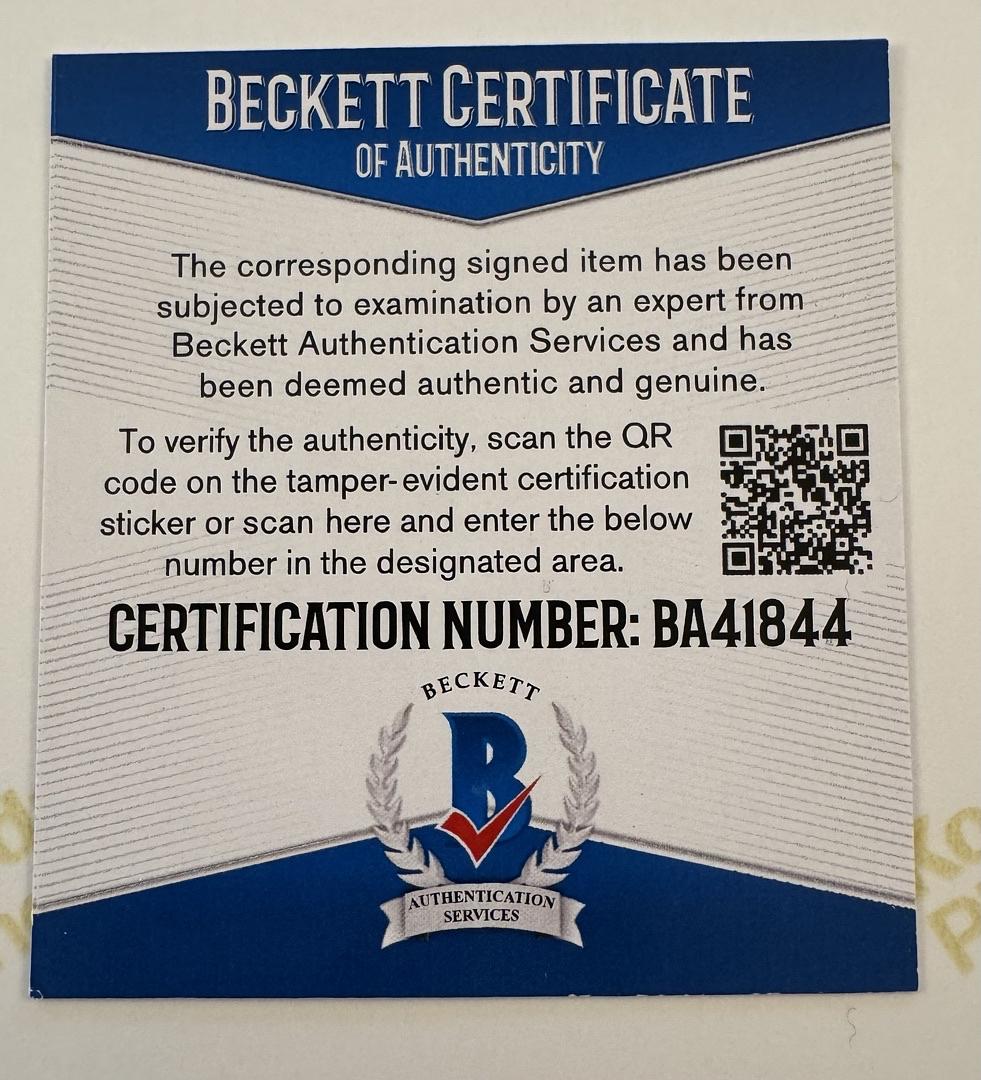 BECKETT CERTIFICATE
OF AUTHENTICITY
The corresponding signed item has been
subjected to examination by an expert from
Beckett Authentication Services and has
been deemed authentic and genuine.
To verify the authenticity, scan the QR
code on the tamper-evident certification
sticker or scan here and enter the below
number in the designated area.
CERTIFICATION NUMBER: BA41844
BECKETT
B
AUTHENTICATION
SERVICES